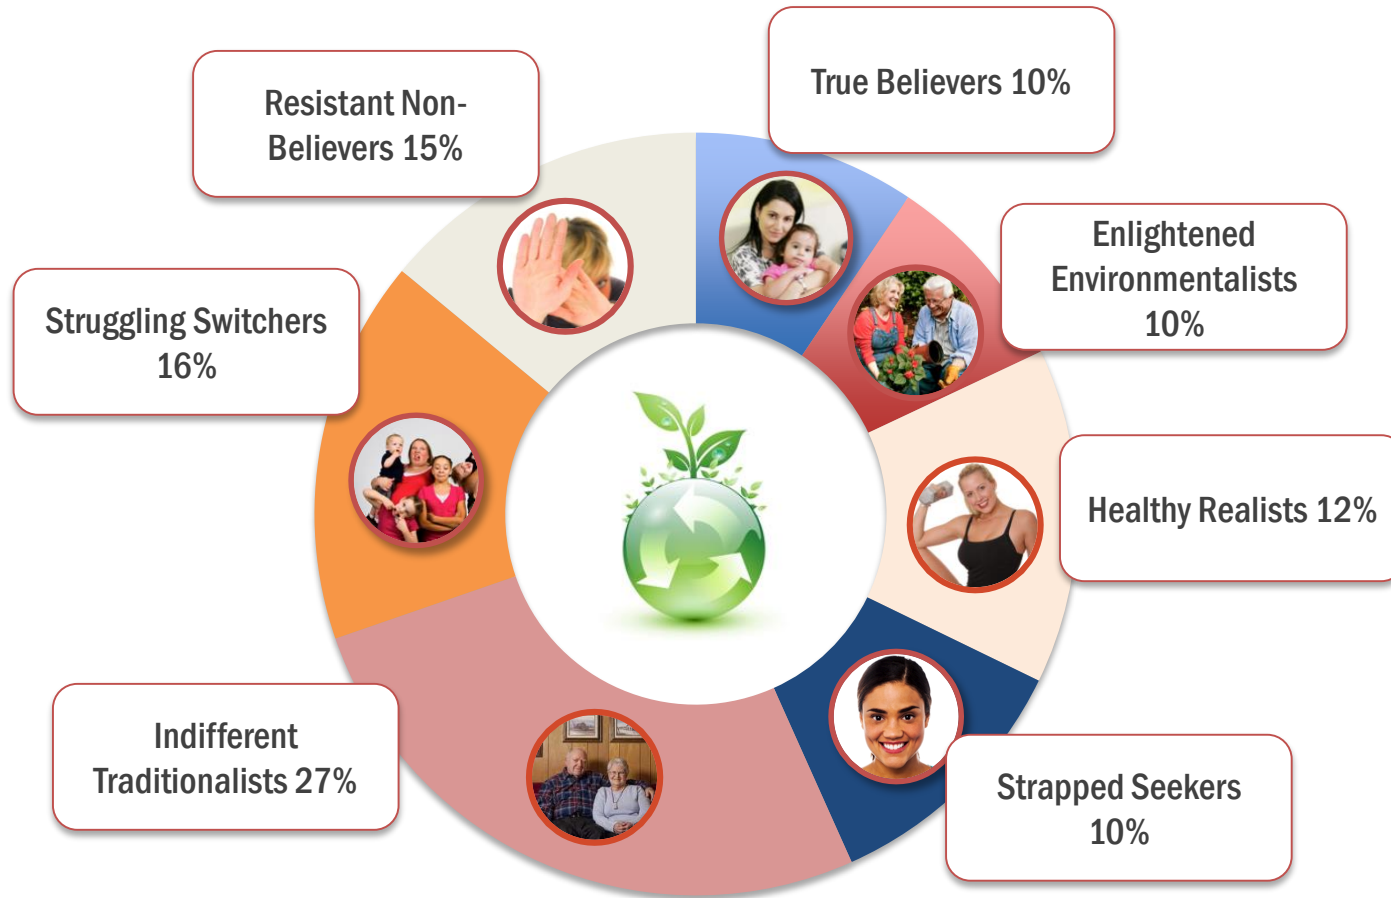 True Believers 10%
Resistant Non-
Believers 15%
Enlightened
Environmentalists
10%
Struggling Switchers
16%
Healthy Realists 12%
Indifferent
Traditionalists 27%
Strapped Seekers
10%